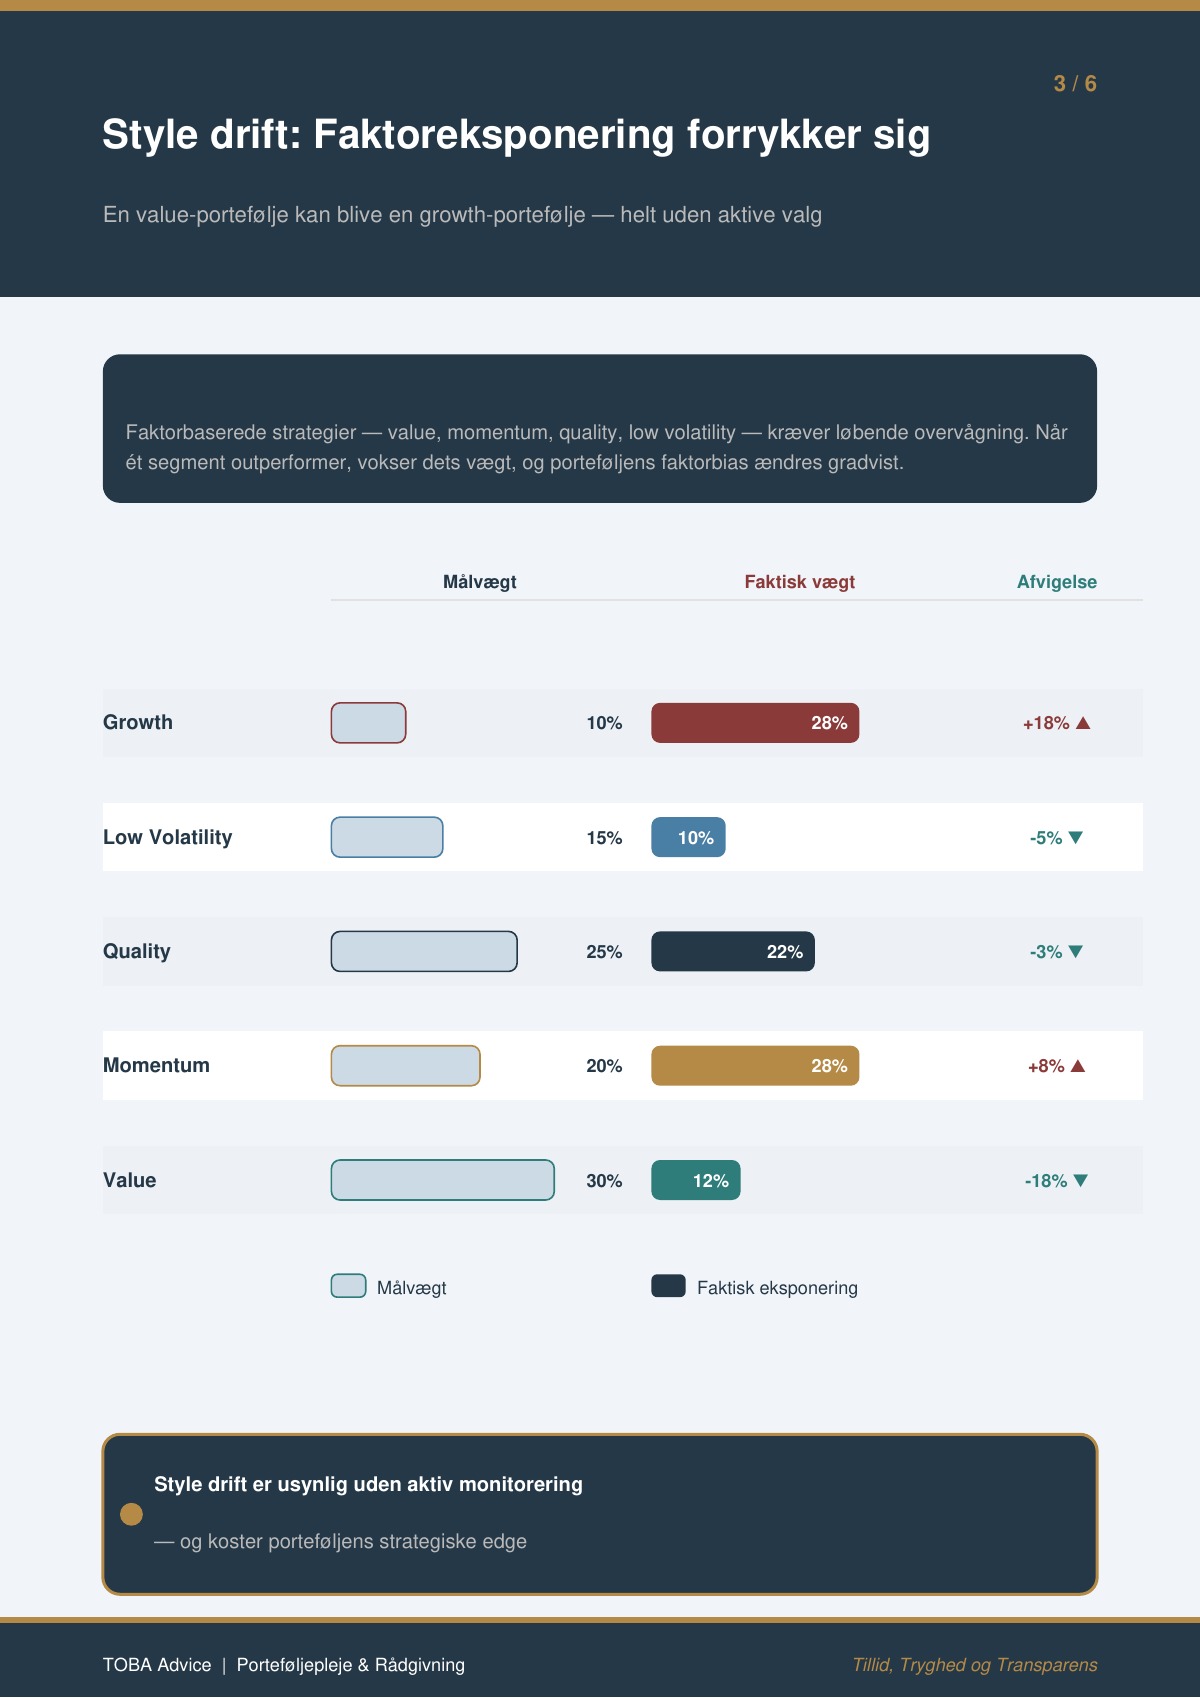 3 / 6
Style drift: Faktoreksponering forrykker sig
En value-portefølje kan blive en growth-portefølje — helt uden aktive valg
Faktorbaserede strategier — value, momentum, quality, low volatility — kræver løbende overvågning. Når
ét segment outperformer, vokser dets vægt, og porteføljens faktorbias ændres gradvist.
Målvægt Faktisk vægt Afvigelse
Growth 10% 28% +18% ▲
Low Volatility 15% 10% -5% ▼
Quality 25% 22% -3% ▼
Momentum 20% 28% +8% ▲
Value 30% 12% -18% ▼
Målvægt Faktisk eksponering
Style drift er usynlig uden aktiv monitorering
— og koster porteføljens strategiske edge
TOBA Advice | Porteføljepleje & Rådgivning Tillid, Tryghed og Transparens